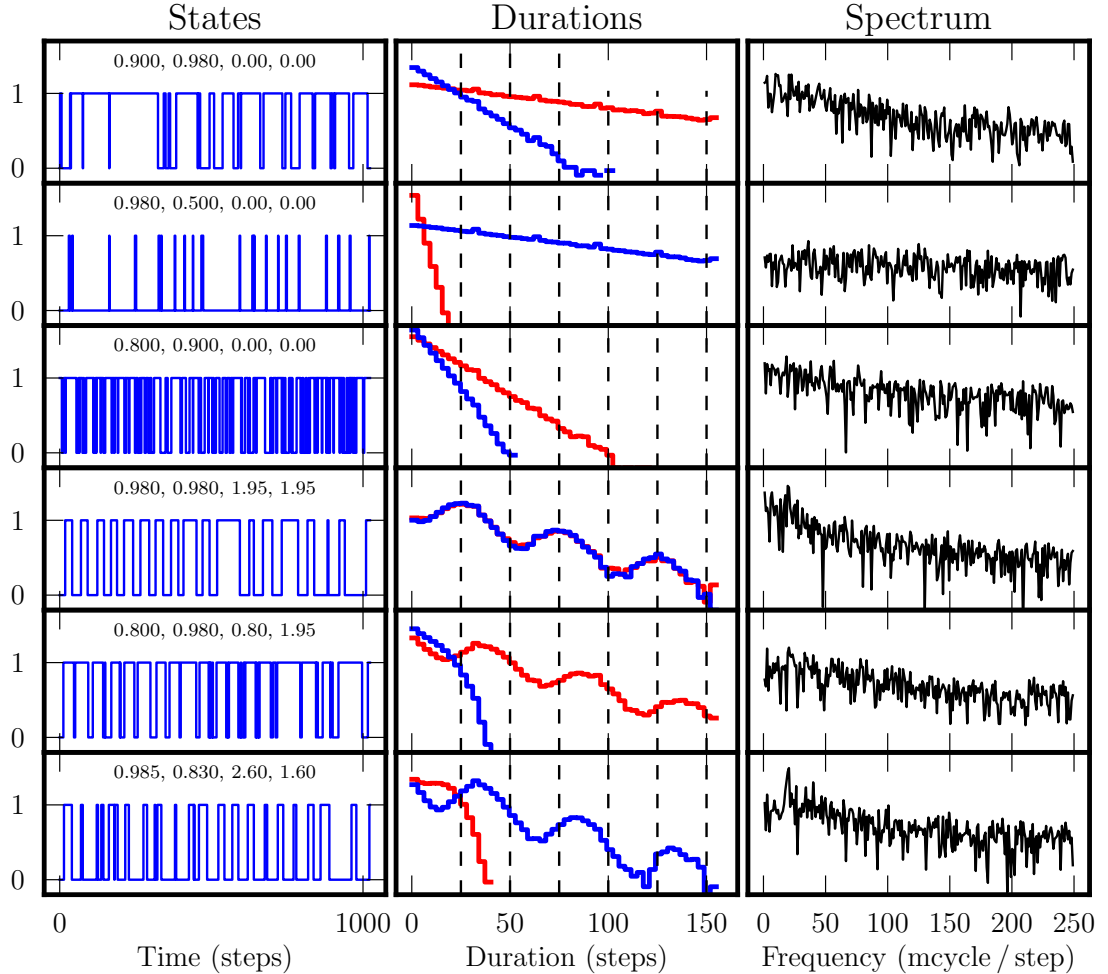 States Durations Spectrum
0.900, 0.980, 0.00, 0.00
1
0
0.980, 0.500, 0.00, 0.00
1
0
0.800, 0.900, 0.00, 0.00
1
0
0.980, 0.980, 1.95, 1.95
1
0
0.800, 0.980, 0.80, 1.95
1
0
0.985, 0.830, 2.60, 1.60
1
0
0 1000 0 50 100 150 0 50 100 150 200 250
Time (steps) Duration (steps) Frequency (mcycle / step)